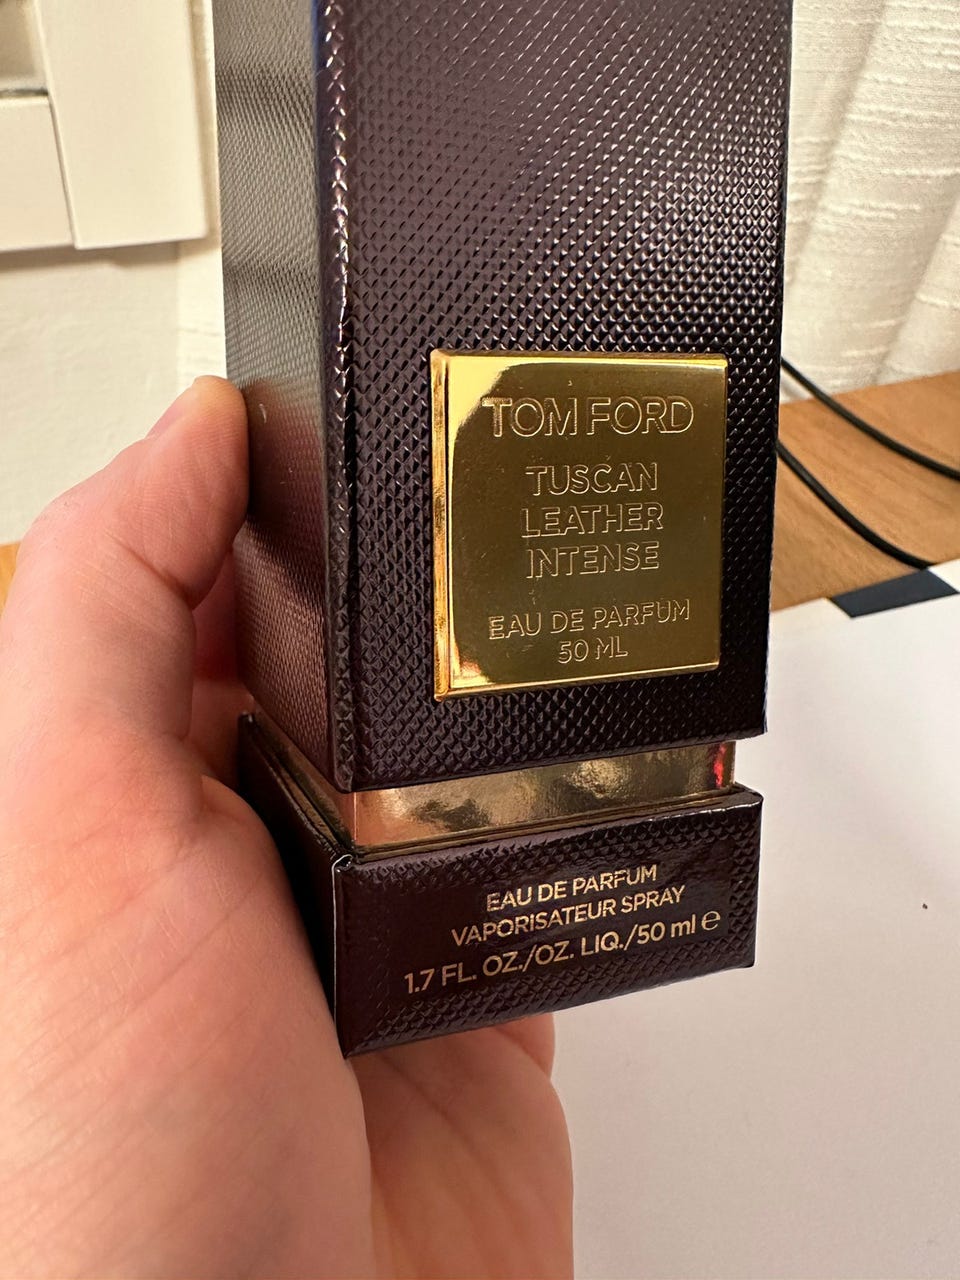 TOM FORD
TUSCAN
LEATHER
INTENSE
EAU DE PARFUM
50 ML
EAU DE PARFUM
VAPORISATEUR SPRAY
1.7 FL. OZ./OZ. LIQ./50 ml ℮